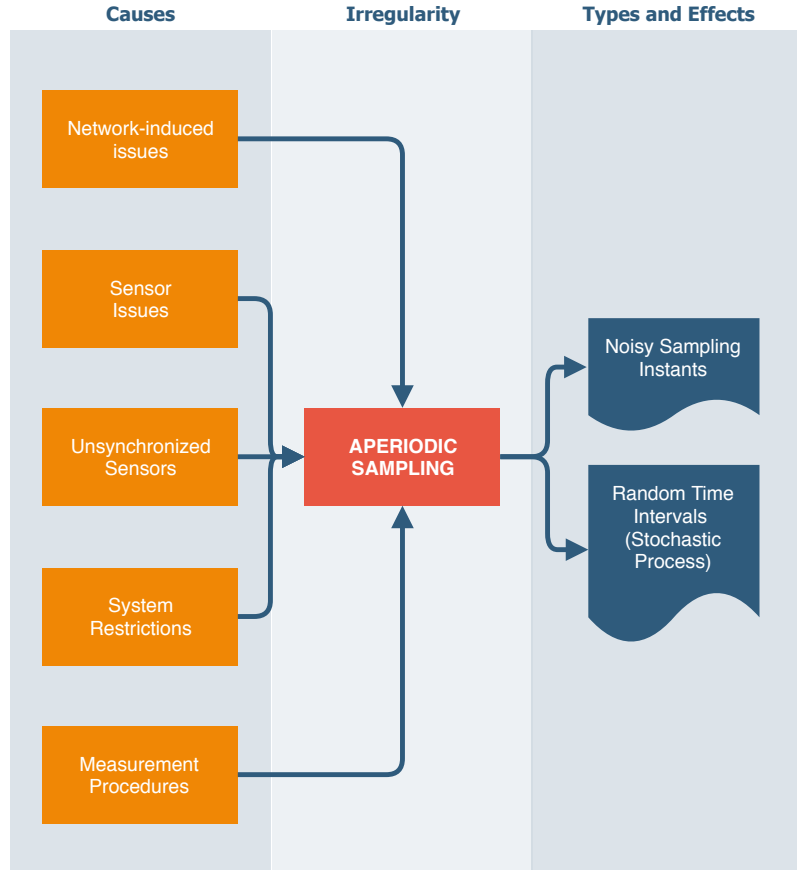 Causes
Irregularity
Types and Effects
Network-induced
issues
Sensor
Issues
Unsynchronized
Sensors
System
Restrictions
Measurement
Procedures
APERIODIC
SAMPLING
Noisy Sampling
Instants
Random Time
Intervals
(Stochastic
Process)